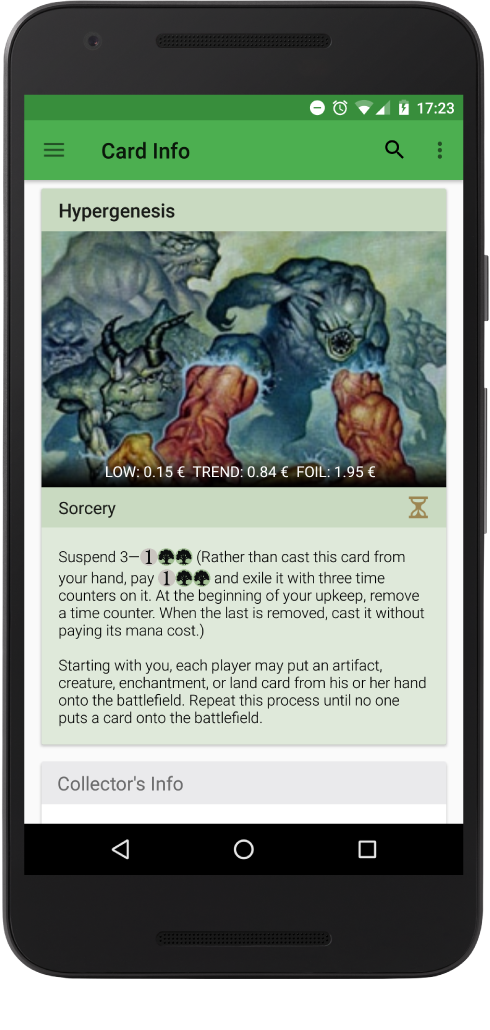 17:23
Card Info
Hypergenesis
LOW: 0.15 € TREND: 0.84 € FOIL: 1.95 €
Sorcery
Suspend 3—1 (Rather than cast this card from
your hand, pay 1 and exile it with three time
counters on it. At the beginning of your upkeep, remove
a time counter. When the last is removed, cast it without
paying its mana cost.)
Starting with you, each player may put an artifact,
creature, enchantment, or land card from his or her hand
onto the battlefield. Repeat this process until no one
puts a card onto the battlefield.
Collector's Info